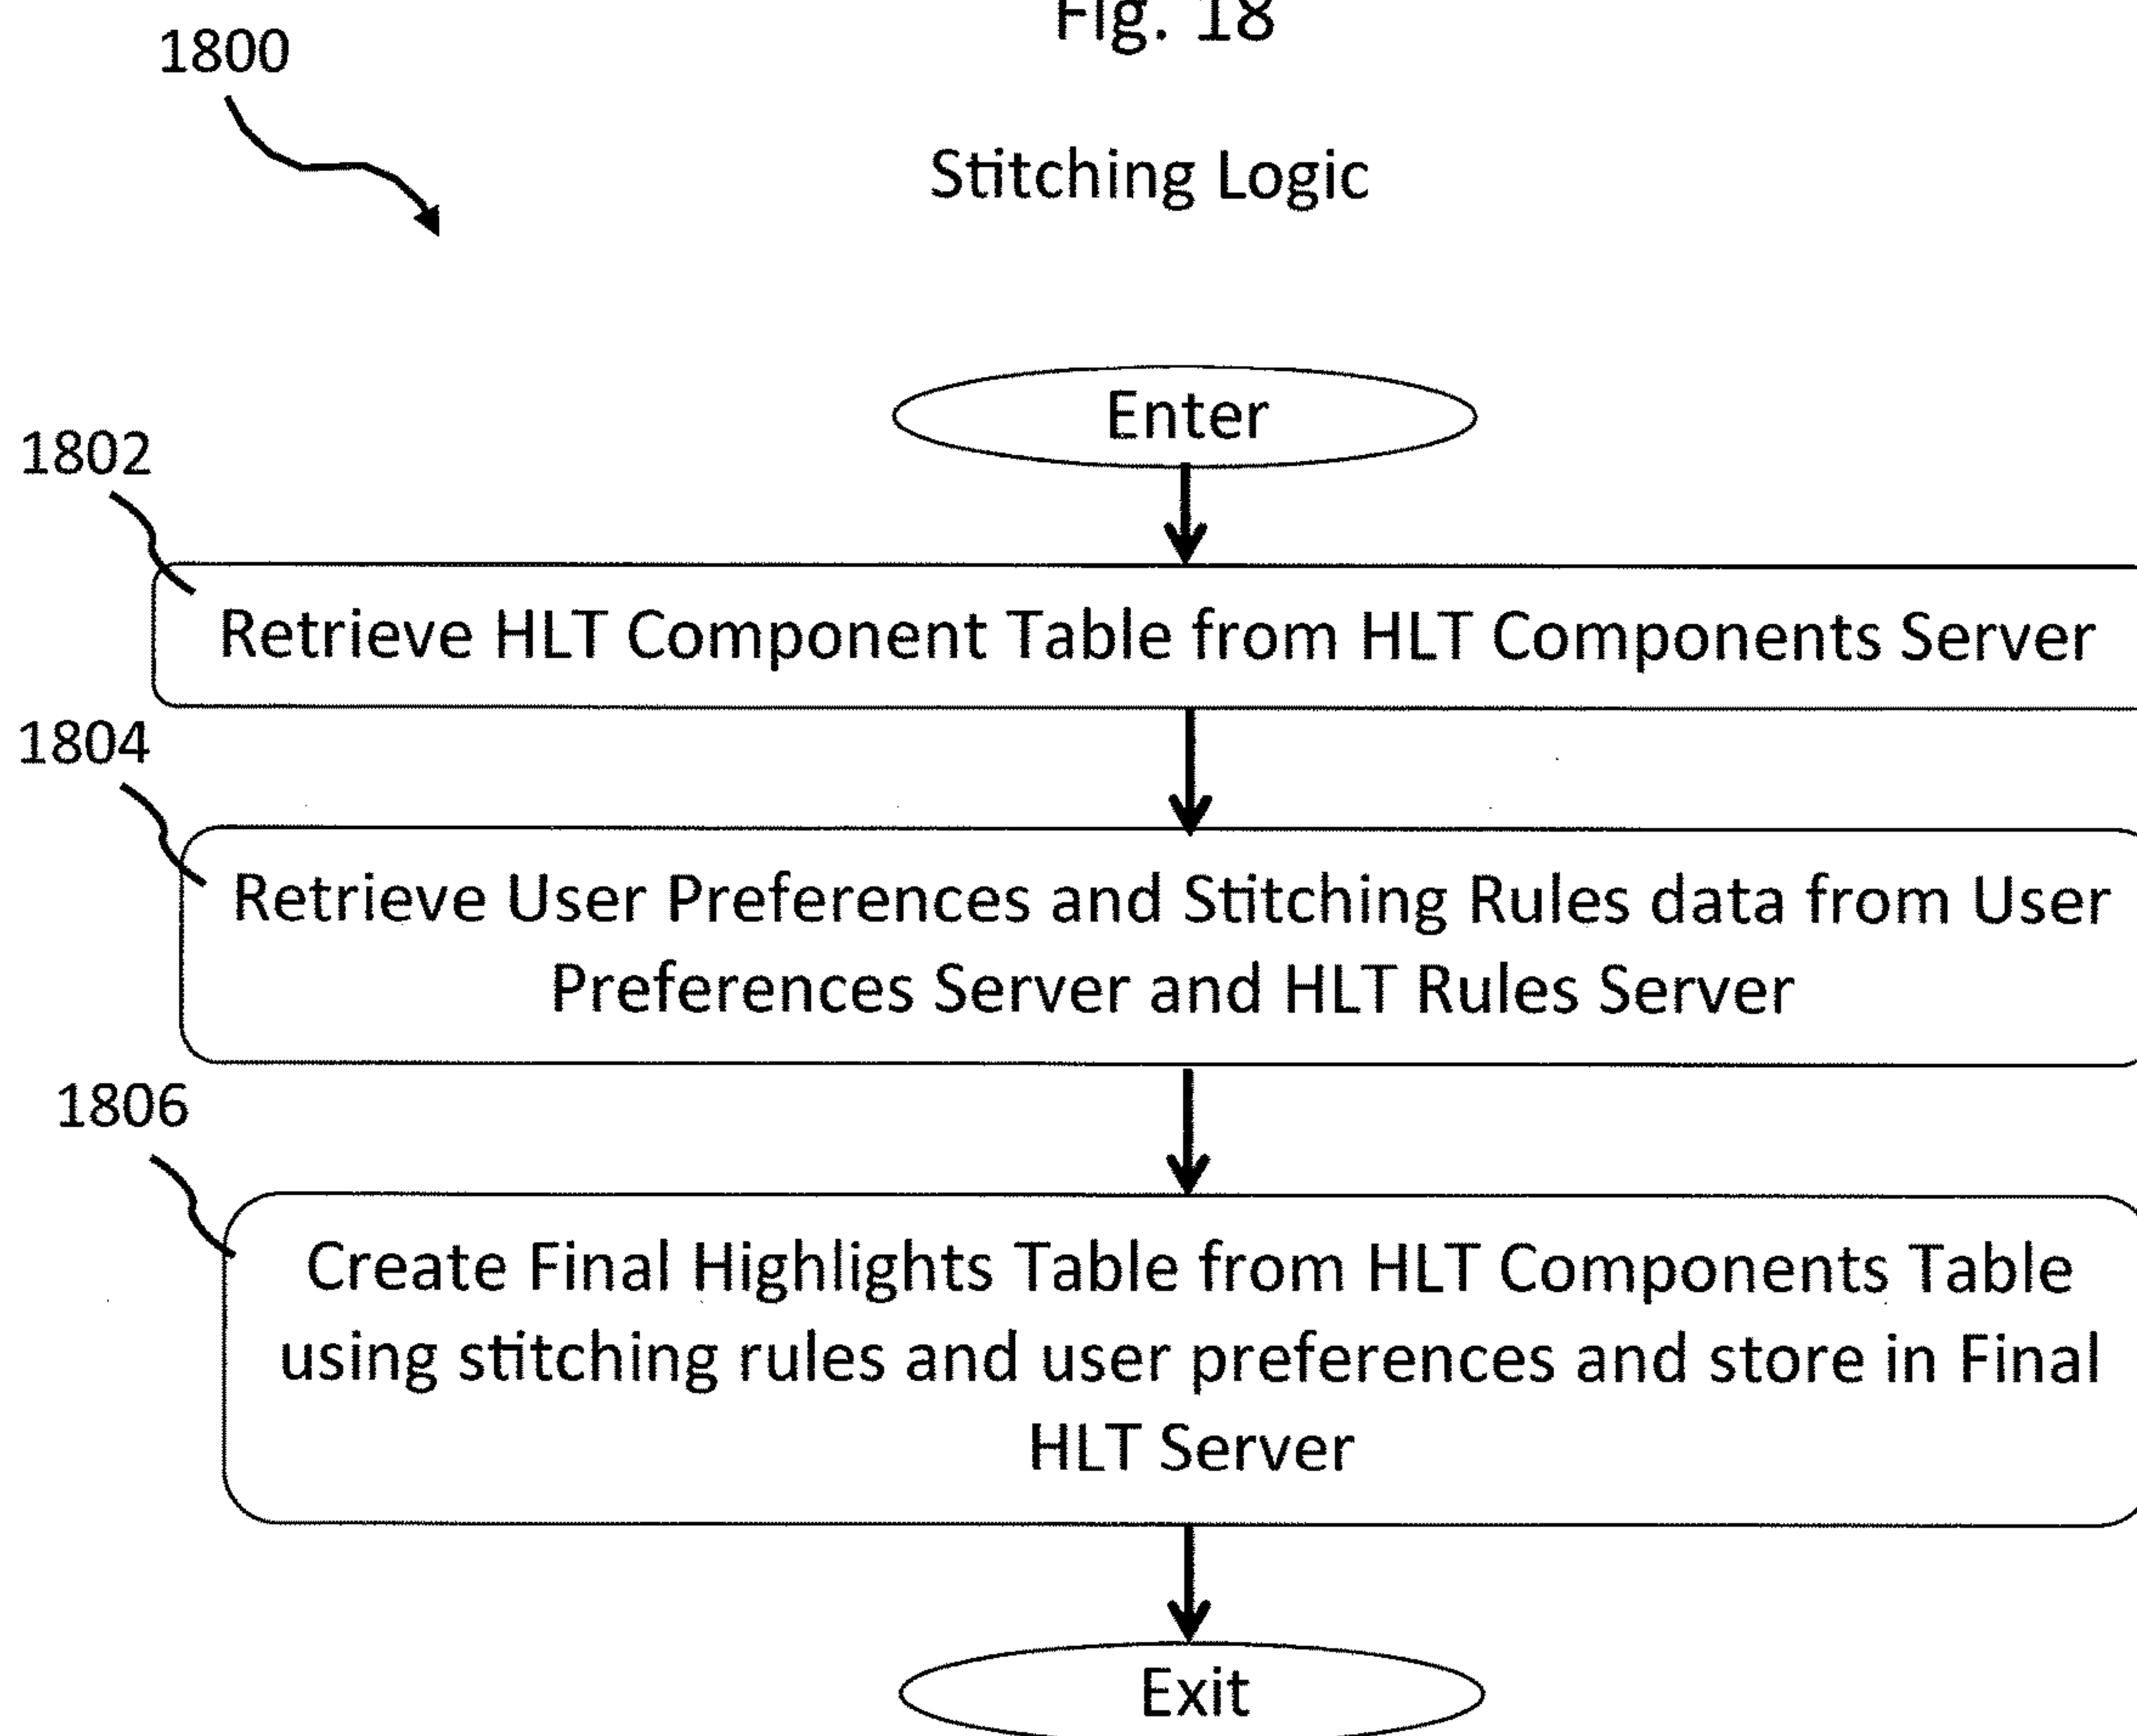 Fig. 18
1800
Stitching Logic
Enter
1802
Retrieve HLT Component Table from HLT Components Server
1804
Retrieve User Preferences and Stitching Rules data from User
Preferences Server and HLT Rules Server
1806
Create Final Highlights Table from HLT Components Table
using stitching rules and user preferences and store in Final
HLT Server
Exit